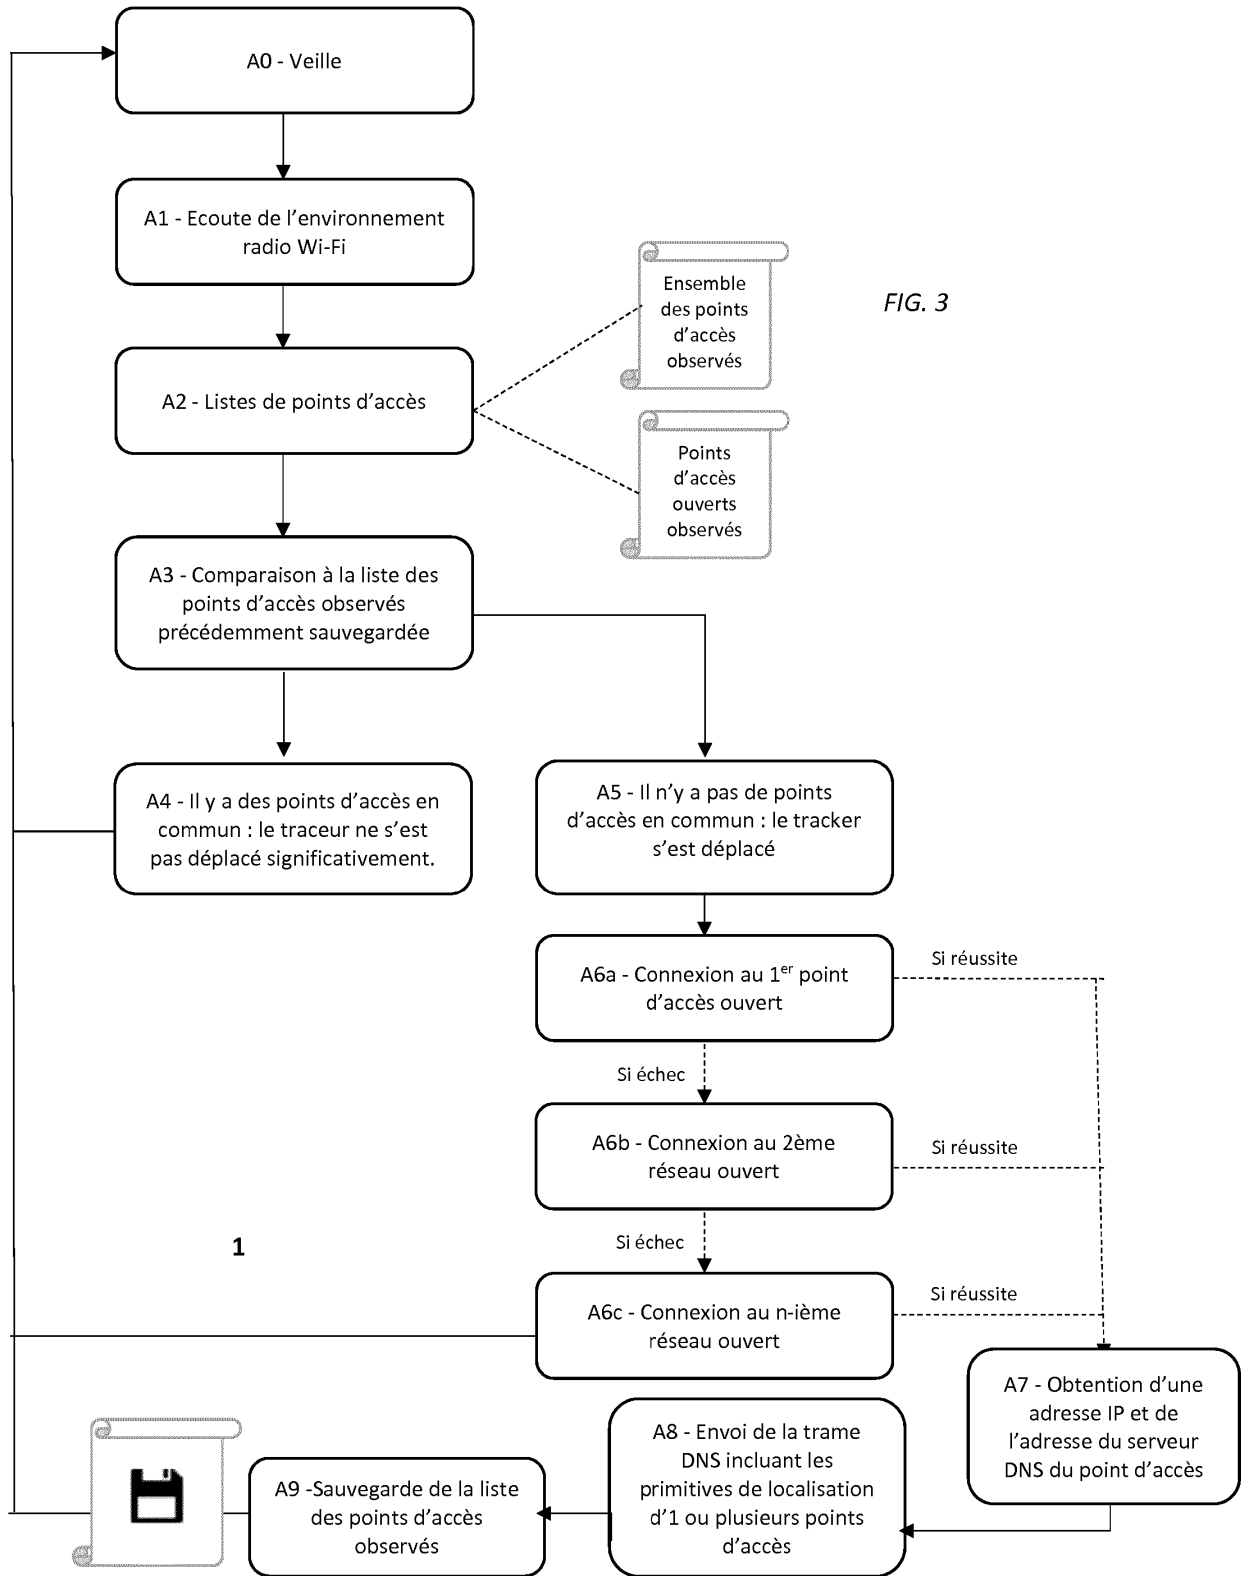 A0 - Veille
A1 - Ecoute de l'environnement
radio Wi-Fi
Ensemble
des points
d'accès
observés
FIG. 3
A2 - Listes de points d'accès
Points
d'accès
ouverts
observés
A3 - Comparaison à la liste des
points d'accès observés
précédemment sauvegardée
A4 - Il y a des points d'accès en
commun : le traceur ne s'est
pas déplacé significativement.
A5 - Il n'y a pas de points
d'accès en commun : le tracker
s'est déplacé
A6a - Connexion au 1er point
d'accès ouvert
Si réussite
Si échec
A6b - Connexion au 2ème
réseau ouvert
Si réussite
Si échec
1
A6c - Connexion au n-ième
réseau ouvert
Si réussite
A7 - Obtention d'une
adresse IP et de
l'adresse du serveur
DNS du point d'accès
A8 - Envoi de la trame
DNS incluant les
primitives de localisation
d'1 ou plusieurs points
d'accès
A9 -Sauvegarde de la liste
des points d'accès
observés